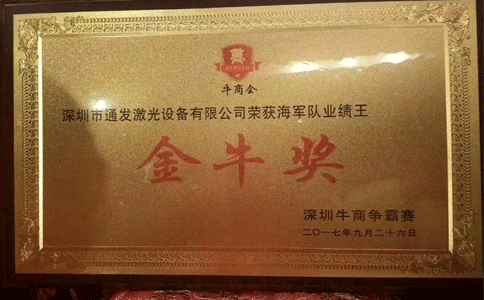 牛商会
深圳市通发激光设备有限公司荣获海军队业绩王
金牛奖
深圳牛商争霸赛
二〇一七年九月二十六日